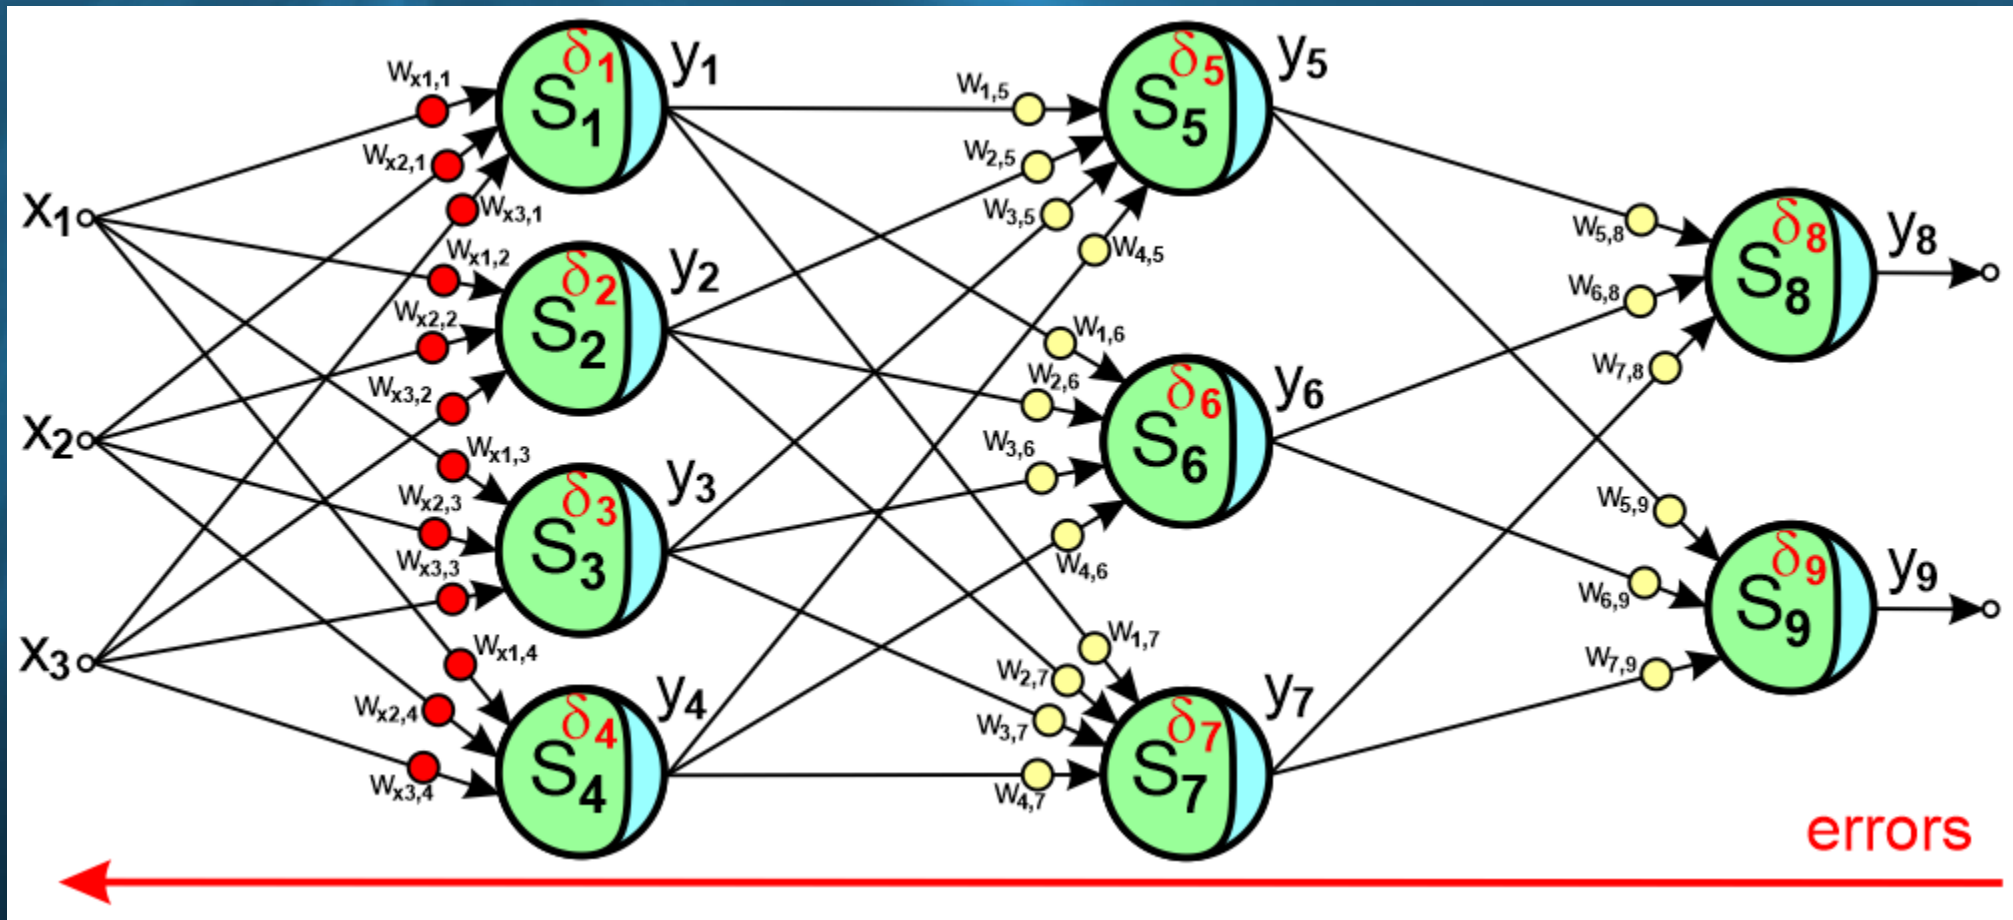 x1
x2
x3
wx1,1
wx2,1
wx3,1
wx1,2
wx2,2
wx3,2
wx1,3
wx2,3
wx3,3
wx1,4
wx2,4
wx3,4
δ1
S1
y1
δ2
S2
y2
δ3
S3
y3
δ4
S4
y4
w1,5
w2,5
w3,5
w4,5
w1,6
w2,6
w3,6
w4,6
w1,7
w2,7
w3,7
w4,7
δ5
S5
y5
δ6
S6
y6
δ7
S7
y7
w5,8
w6,8
w7,8
w5,9
w6,9
w7,9
δ8
S8
y8
δ9
S9
y9
errors